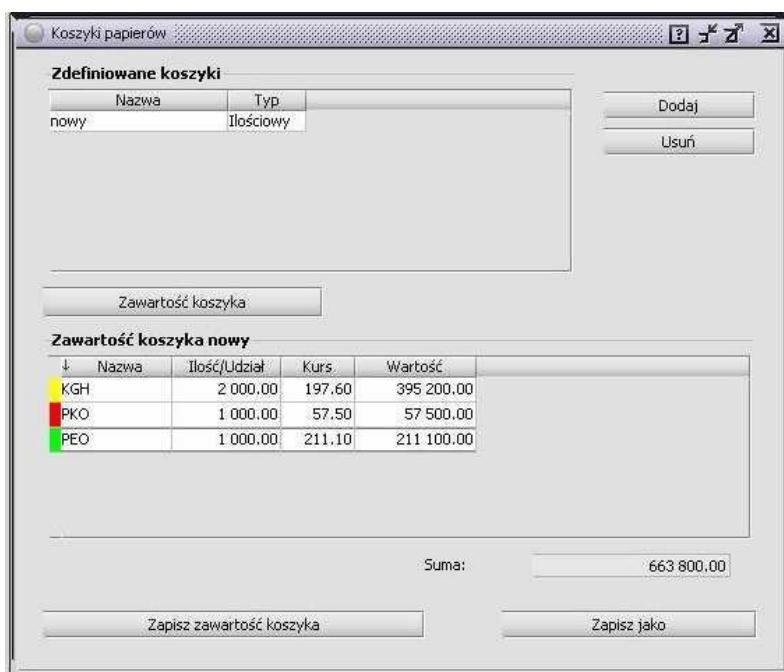 Koszyki papierów
Zdefiniowane koszyki
Nazwa Typ
nowy Ilościowy
Dodaj
Usuń
Zawartość koszyka
Zawartość koszyka nowy
↓ Nazwa Ilość/Udział Kurs Wartość
KGH 2 000.00 197.60 395 200.00
PKO 1 000.00 57.50 57 500.00
PEO 1 000.00 211.10 211 100.00
Suma: 663 800.00
Zapisz zawartość koszyka Zapisz jako